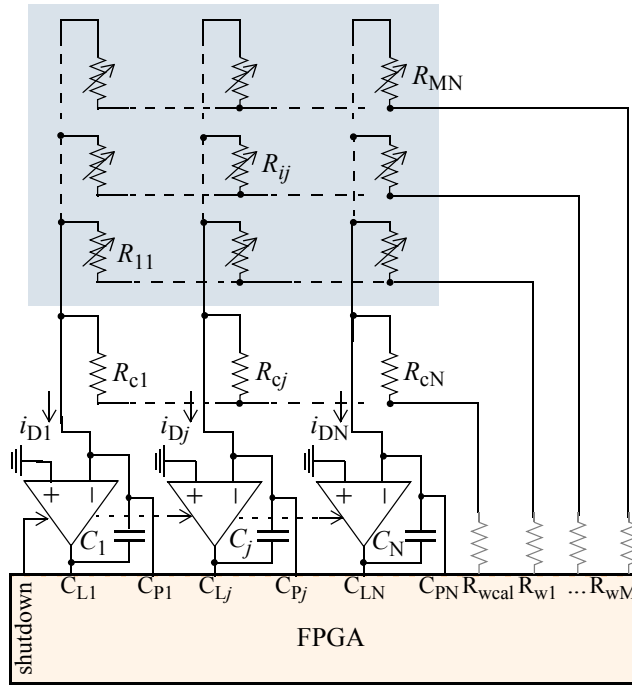 R_MN
R_ij
R_11
R_c1 R_cj R_cN
i_D1 i_Dj i_DN
+ − + − + −
C_1 C_j C_N
shutdown C_L1 C_P1 C_Lj C_Pj C_LN C_PN R_wcal R_w1 ... R_wM
FPGA